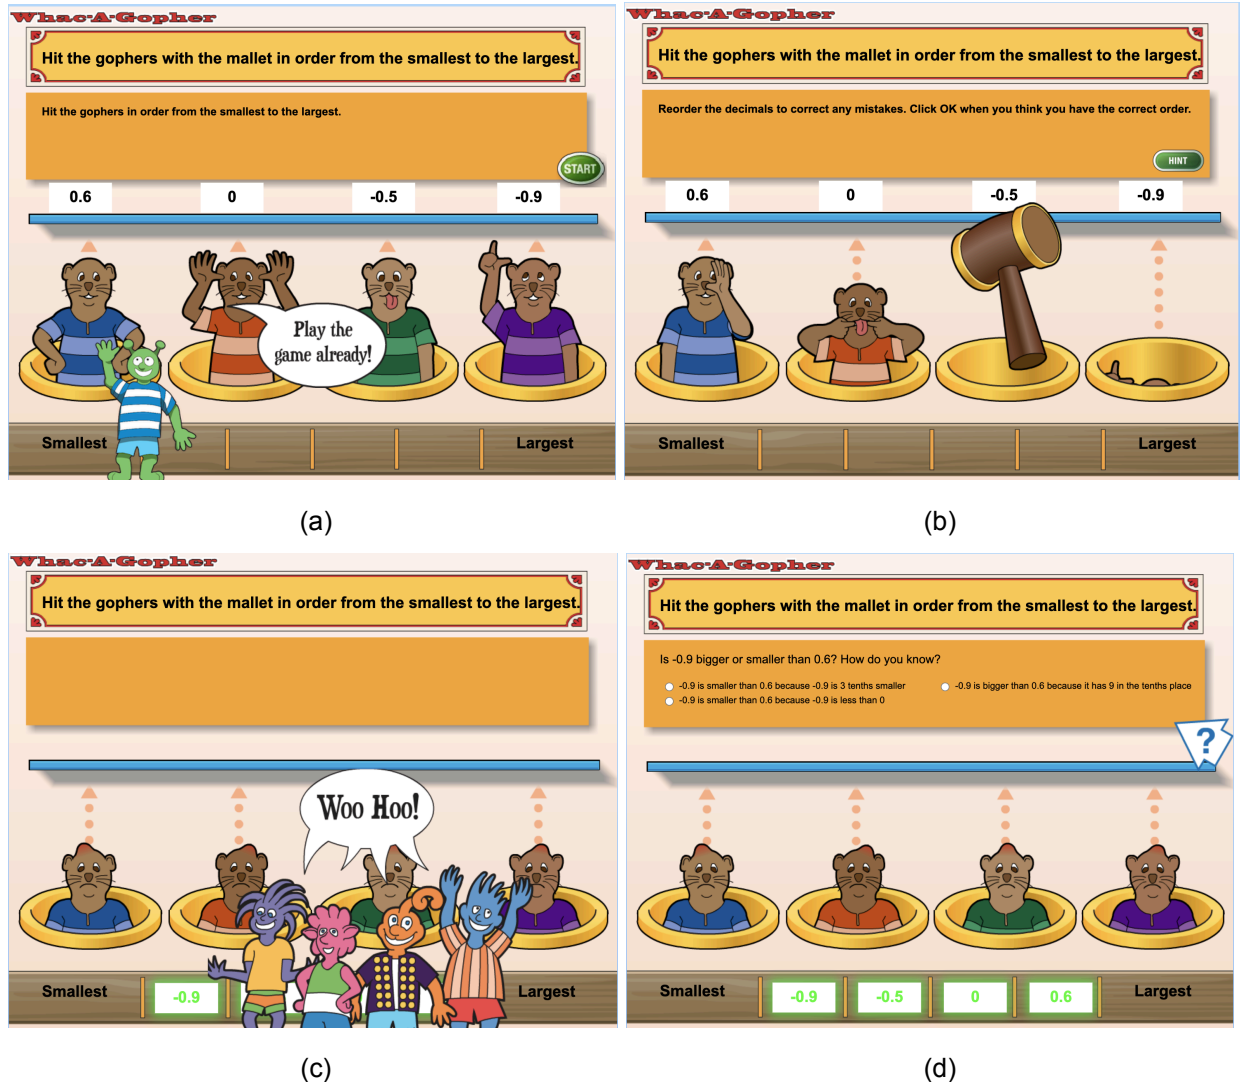 Whac-A-Gopher
Hit the gophers with the mallet in order from the smallest to the largest.
Hit the gophers in order from the smallest to the largest.
START
0.6
0
-0.5
-0.9
Play the
game already!
Smallest
Largest
(a)
Whac-A-Gopher
Hit the gophers with the mallet in order from the smallest to the largest.
Reorder the decimals to correct any mistakes. Click OK when you think you have the correct order.
HINT
0.6
0
-0.5
-0.9
Smallest
Largest
(b)
Whac-A-Gopher
Hit the gophers with the mallet in order from the smallest to the largest.
Woo Hoo!
Smallest
-0.9
Largest
(c)
Whac-A-Gopher
Hit the gophers with the mallet in order from the smallest to the largest.
Is -0.9 bigger or smaller than 0.6? How do you know?
-0.9 is smaller than 0.6 because -0.9 is 3 tenths smaller
-0.9 is bigger than 0.6 because it has 9 in the tenths place
-0.9 is smaller than 0.6 because -0.9 is less than 0
?
Smallest
-0.9
-0.5
0
0.6
Largest
(d)